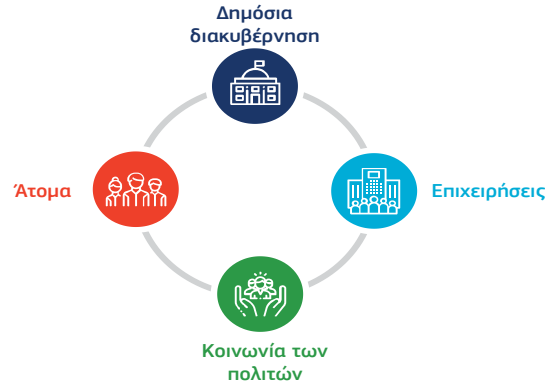 Δημόσια
διακυβέρνηση
Άτομα
Επιχειρήσεις
Κοινωνία των
πολιτών